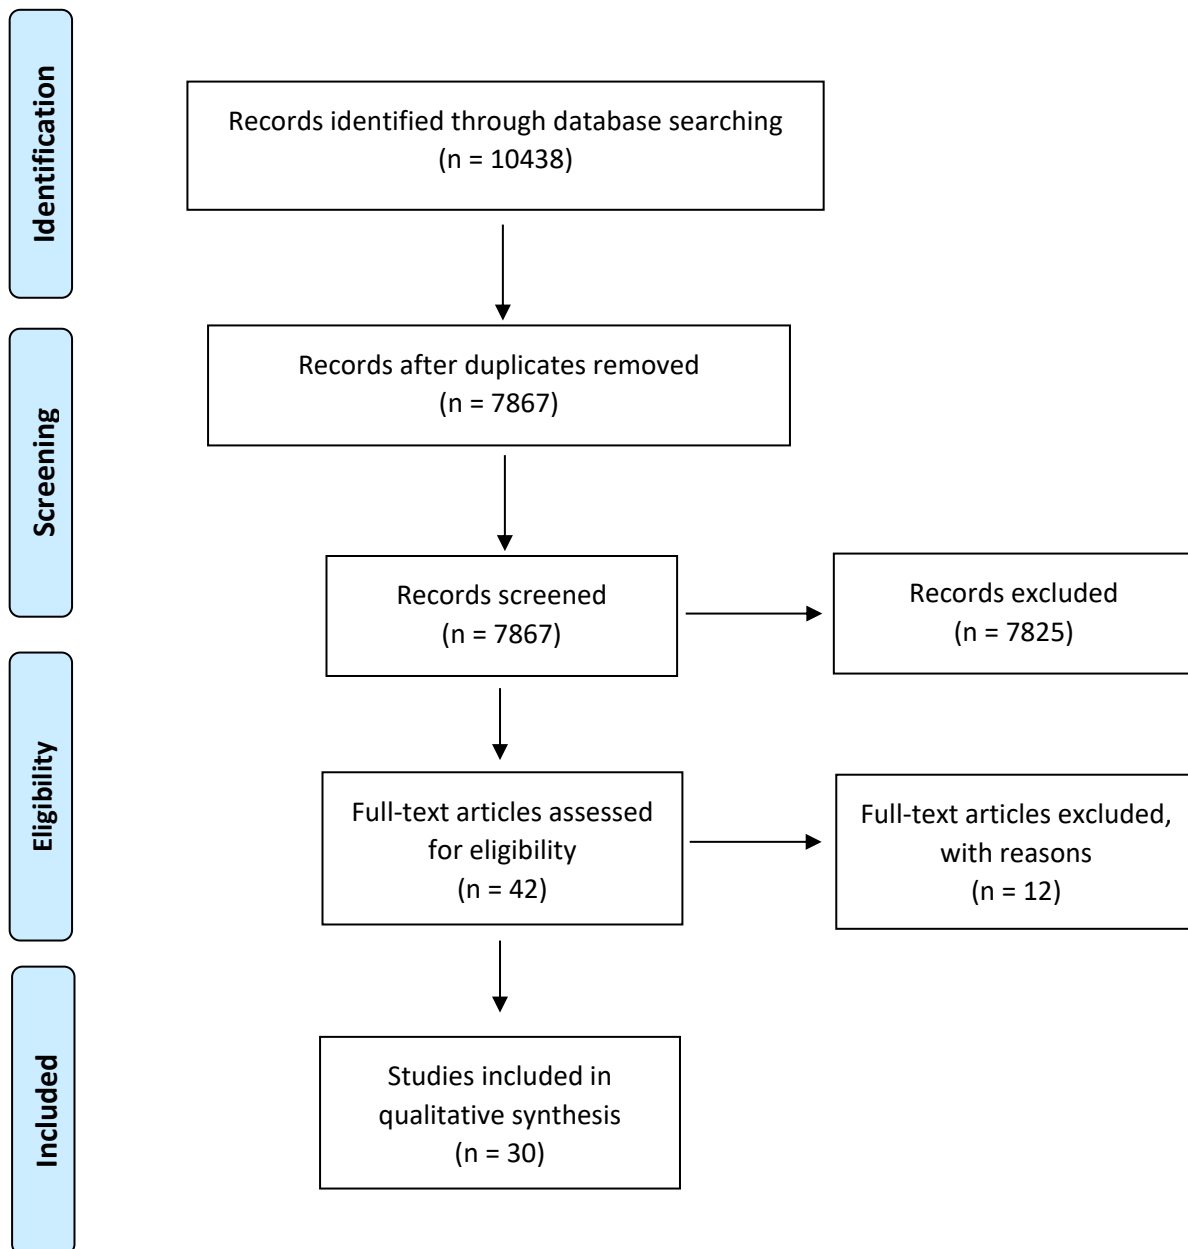 Identification
Records identified through database searching
(n = 10438)
Screening
Records after duplicates removed
(n = 7867)
Records screened
(n = 7867)
Records excluded
(n = 7825)
Eligibility
Full-text articles assessed
for eligibility
(n = 42)
Full-text articles excluded,
with reasons
(n = 12)
Included
Studies included in
qualitative synthesis
(n = 30)